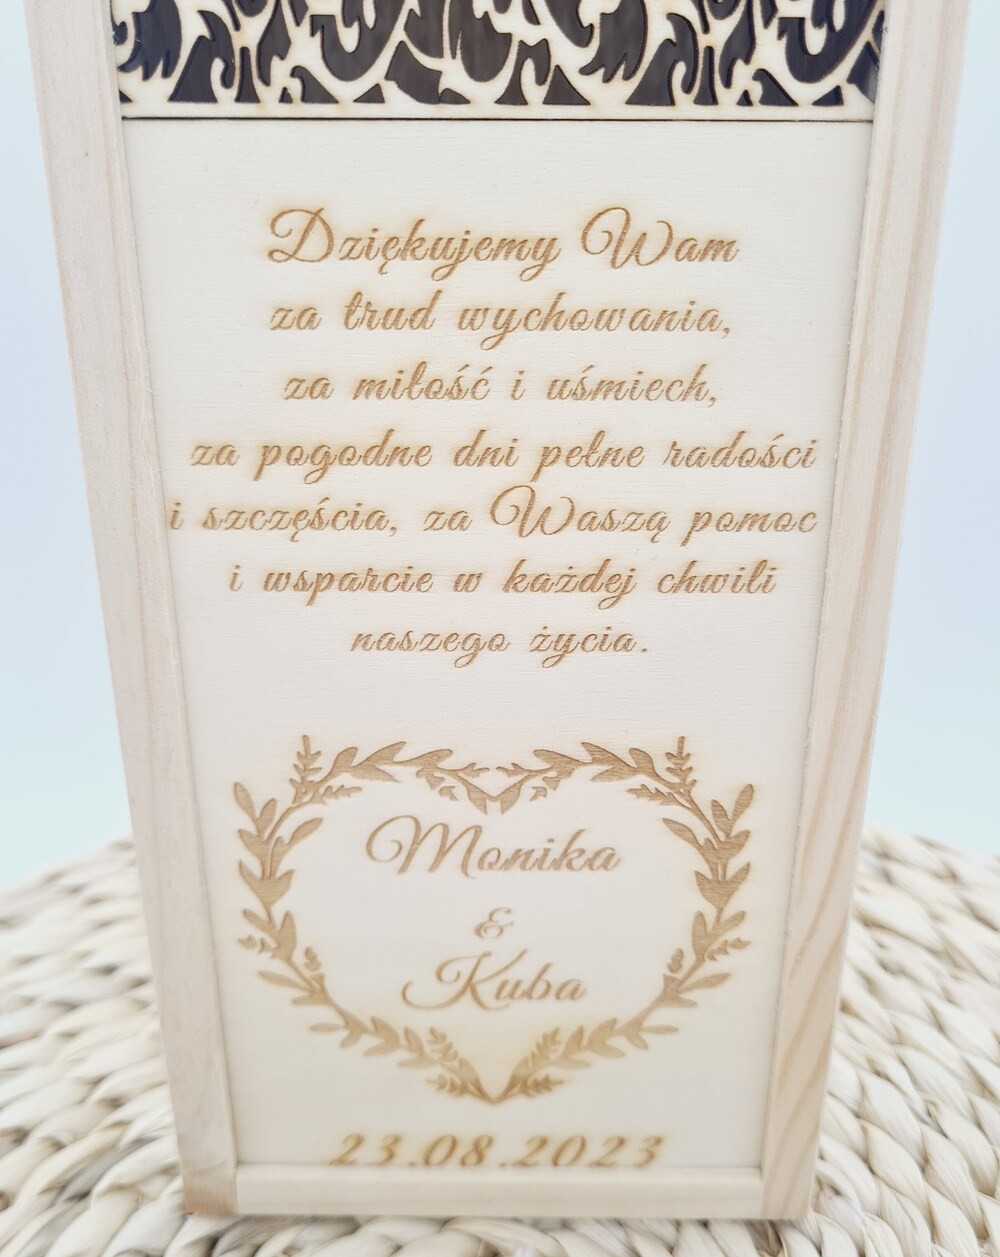 Dziękujemy Wam
za trud wychowania,
za miłość i uśmiech,
za pogodne dni pełne radości
i szczęścia, za Waszą pomoc
i wsparcie w każdej chwili
naszego życia.
Monika
&
Kuba
23.08.2023